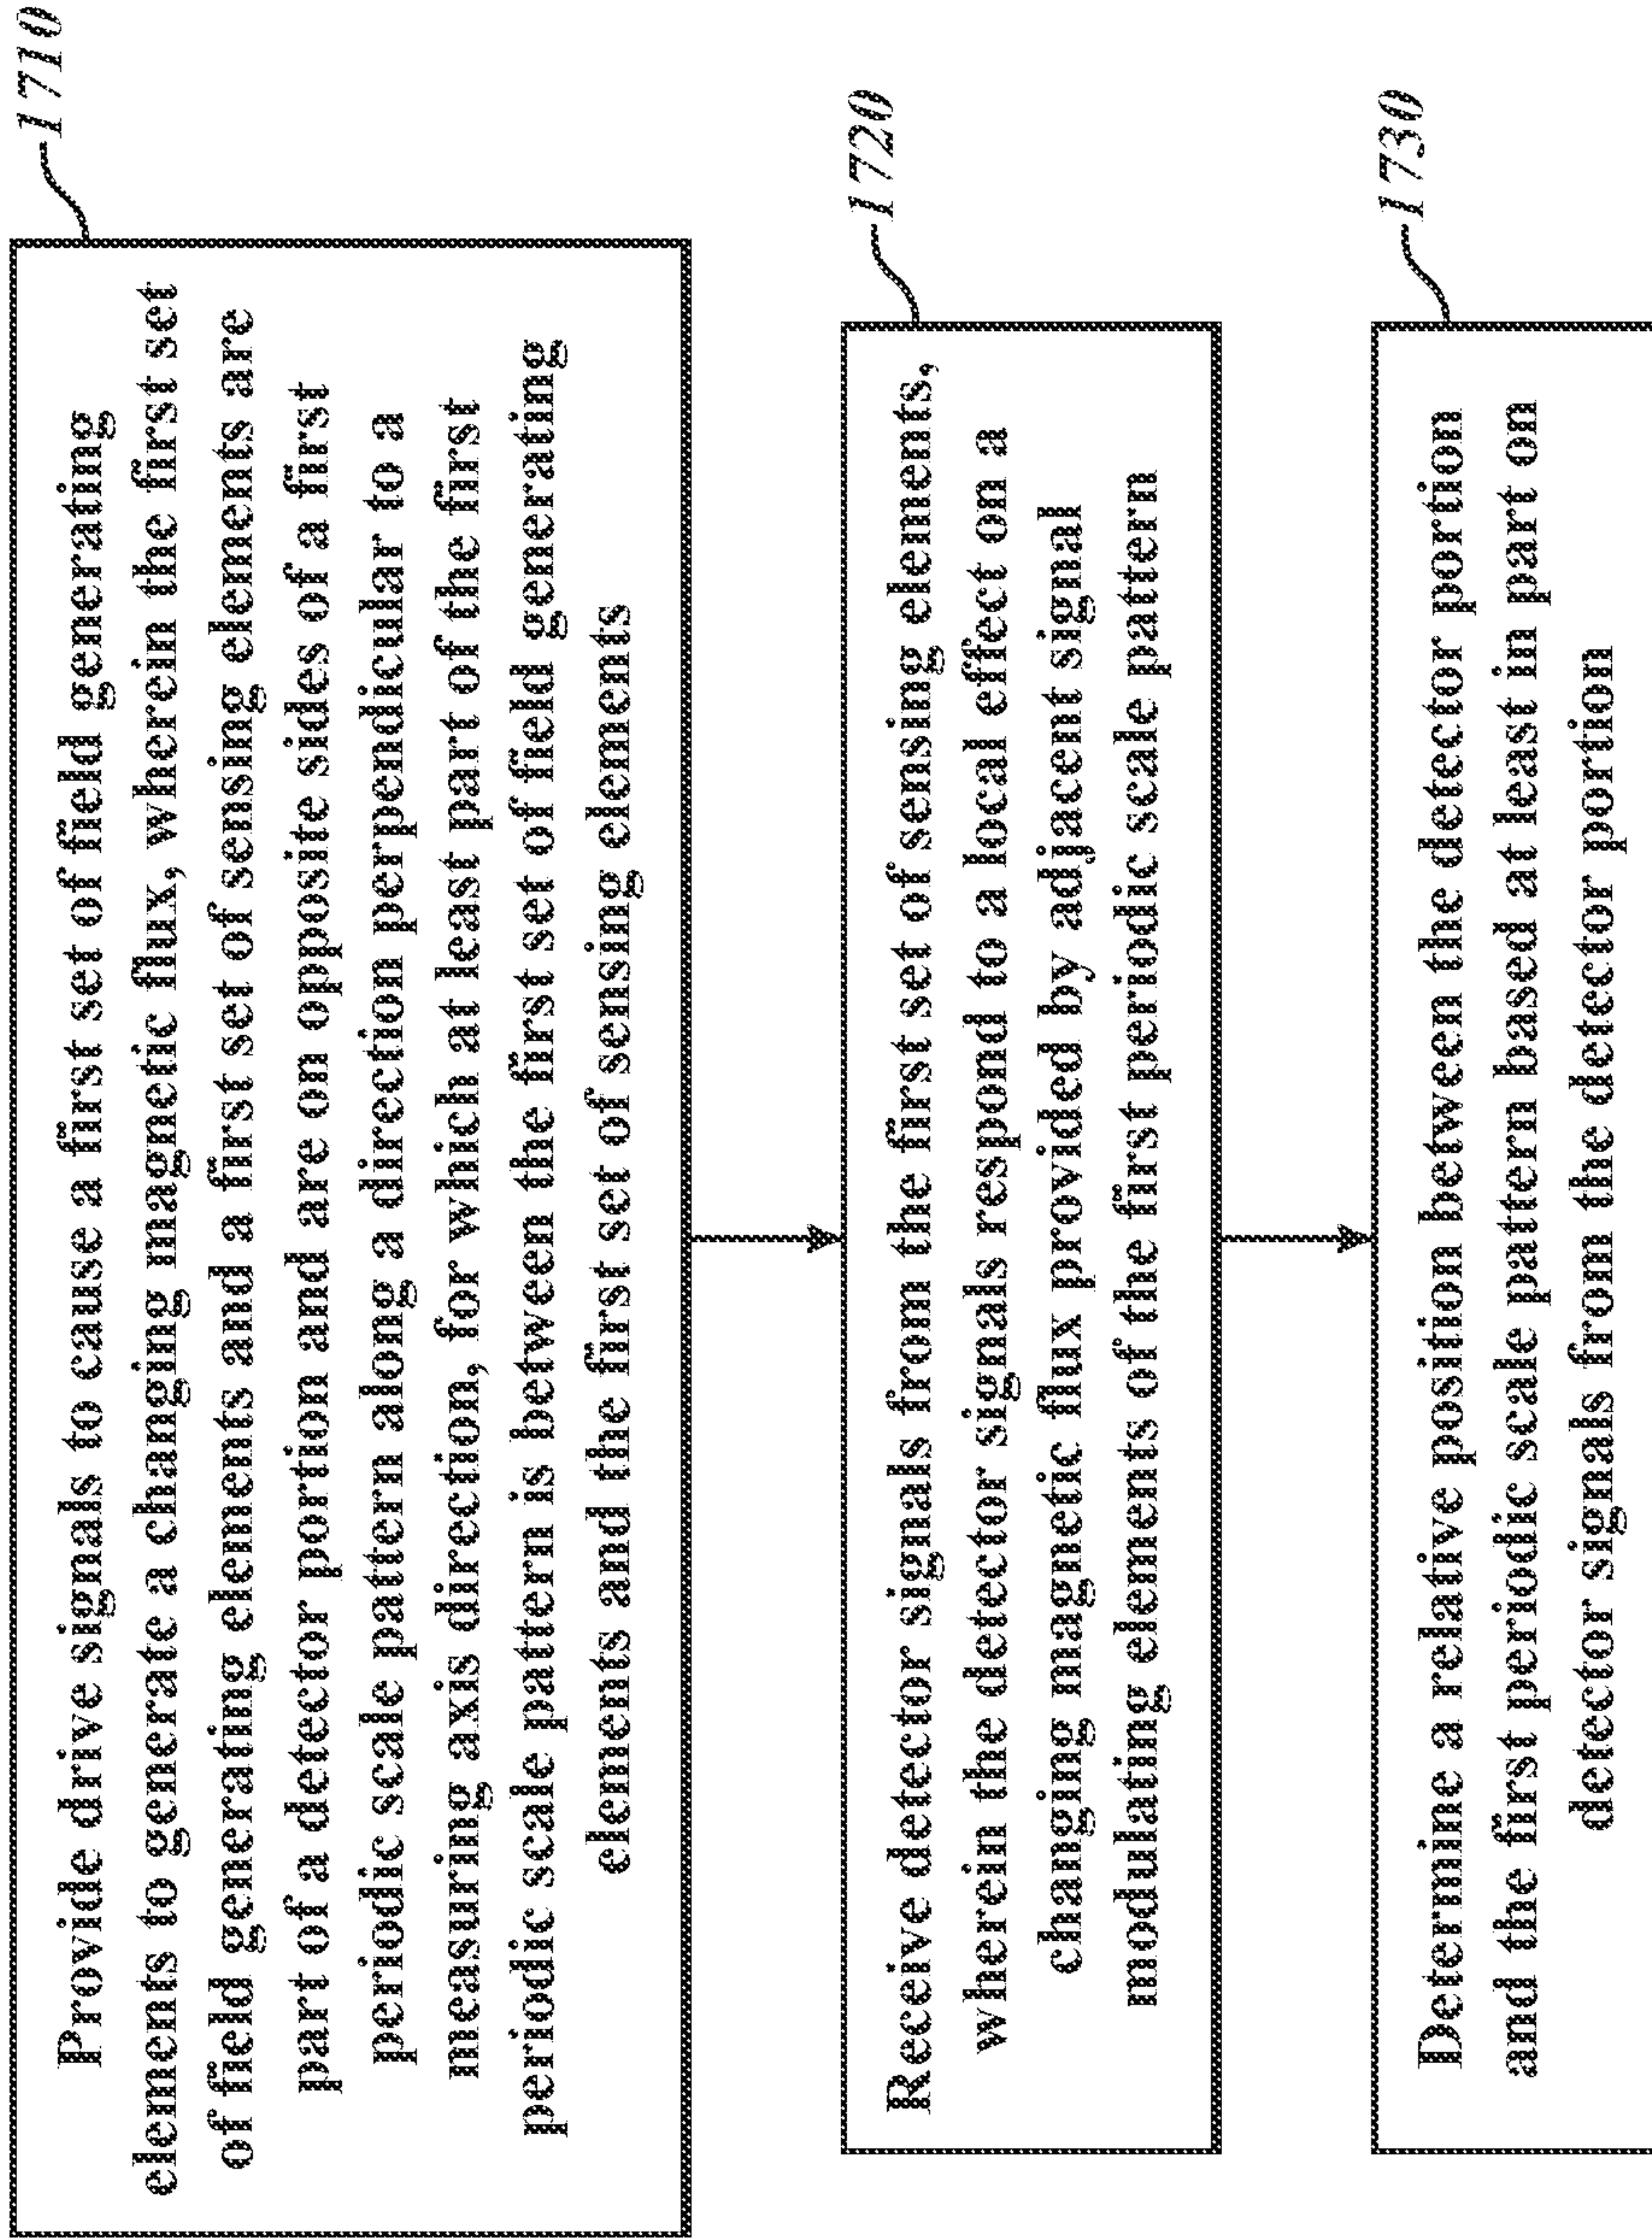 1710
Provide drive signals to cause a first set of field generating
elements to generate a changing magnetic flux, wherein the first set
of field generating elements and a first set of sensing elements are
part of a detector portion and are on opposite sides of a first
periodic scale pattern along a direction perpendicular to a
measuring axis direction, for which at least part of the first
periodic scale pattern is between the first set of field generating
elements and the first set of sensing elements
1720
Receive detector signals from the first set of sensing elements,
wherein the detector signals respond to a local effect on a
changing magnetic flux provided by adjacent signal
modulating elements of the first periodic scale pattern
1730
Determine a relative position between the detector portion
and the first periodic scale pattern based at least in part on
detector signals from the detector portion